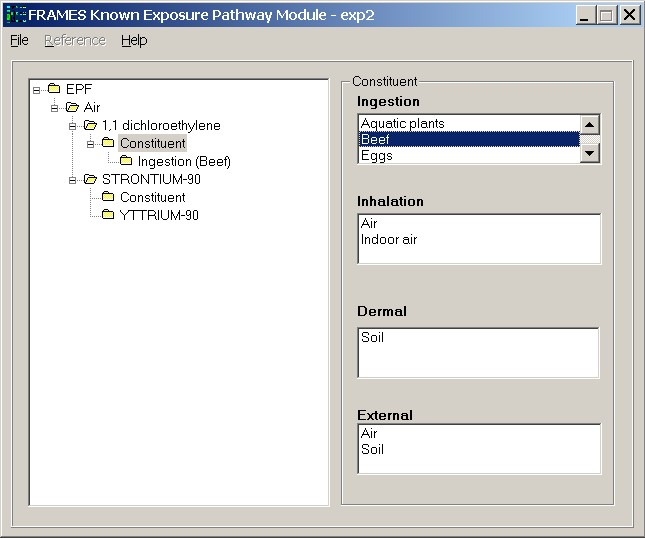 FRAMES Known Exposure Pathway Module - exp2
File Reference Help
EPF
Air
1,1 dichloroethylene
Constituent
Ingestion (Beef)
STRONTIUM-90
Constituent
YTTRIUM-90
Constituent
Ingestion
Aquatic plants
Beef
Eggs
Inhalation
Air
Indoor air
Dermal
Soil
External
Air
Soil